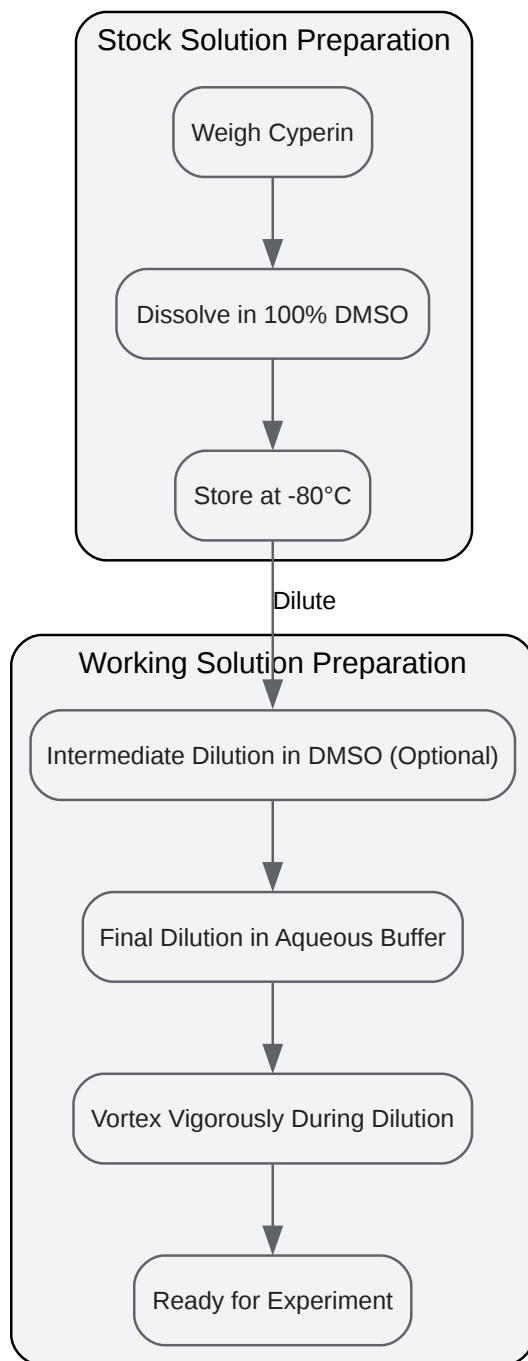 Stock Solution Preparation
Weigh Cyperin
Dissolve in 100% DMSO
Store at -80°C
Dilute
Working Solution Preparation
Intermediate Dilution in DMSO (Optional)
Final Dilution in Aqueous Buffer
Vortex Vigorously During Dilution
Ready for Experiment